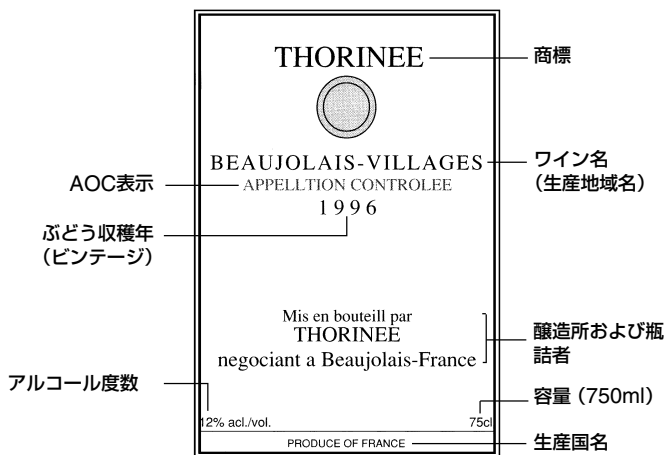 THORINEE
商標
BEAUJOLAIS-VILLAGES
ワイン名
（生産地域名）
AOC表示
APPELLTION CONTROLEE
1996
ぶどう収穫年
（ビンテージ）
Mis en bouteill par
THORINEE
negociant a Beaujolais-France
醸造所および瓶
詰者
アルコール度数
容量（750ml）
12% acl./vol.
75cl
PRODUCE OF FRANCE
生産国名